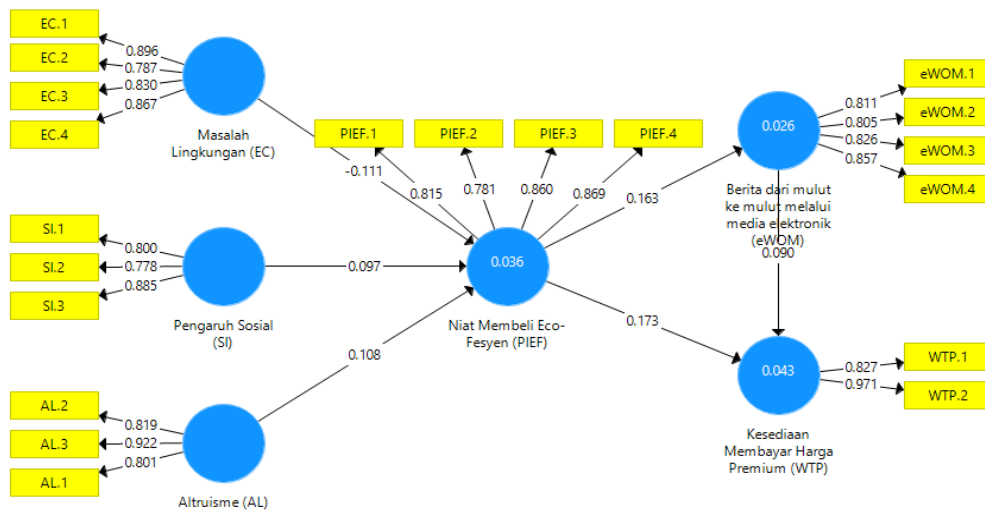 EC.1
EC.2
EC.3
EC.4
0.896
0.787
0.830
0.867
Masalah
Lingkungan (EC)
-0.111
PIEF.1
PIEF.2
PIEF.3
PIEF.4
0.815
0.781
0.860
0.869
0.163
0.026
eWOM.1
eWOM.2
eWOM.3
eWOM.4
0.811
0.805
0.826
0.857
Berita dari mulut
ke mulut melalui
media elektronik
(eWOM)
0.090
SI.1
SI.2
SI.3
0.800
0.778
0.885
Pengaruh Sosial
(SI)
0.097
0.036
Niat Membeli Eco-
Fesyen (PIEF)
0.173
0.108
AL.2
AL.3
AL.1
0.819
0.922
0.801
Altruisme (AL)
0.043
WTP.1
WTP.2
0.827
0.971
Kesediaan
Membayar Harga
Premium (WTP)